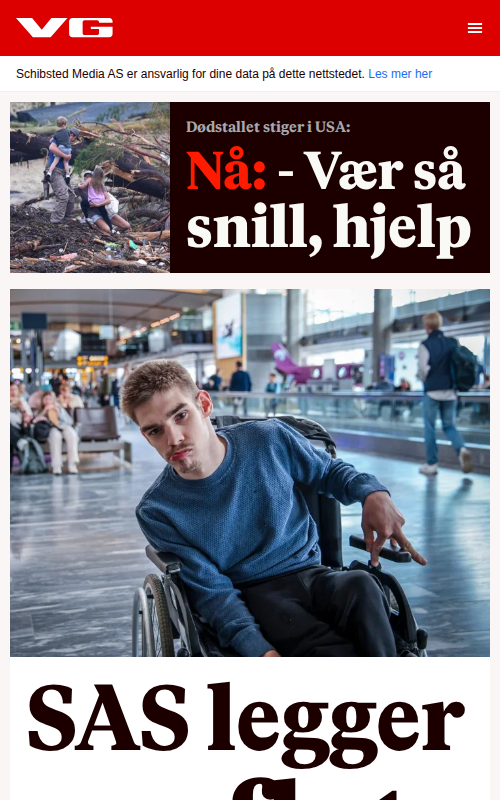 VG
Schibsted Media AS er ansvarlig for dine data på dette nettstedet. Les mer her
Dødstallet stiger i USA:
Nå: - Vær så
snill, hjelp
SAS legger